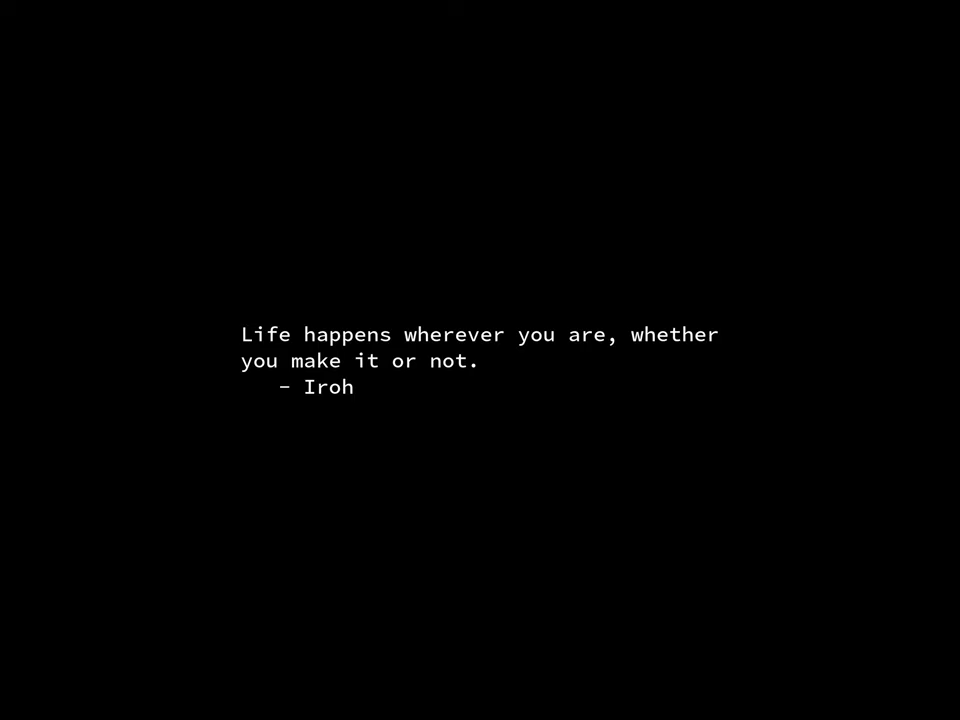 Life happens wherever you are, whether
you make it or not.
– Iroh